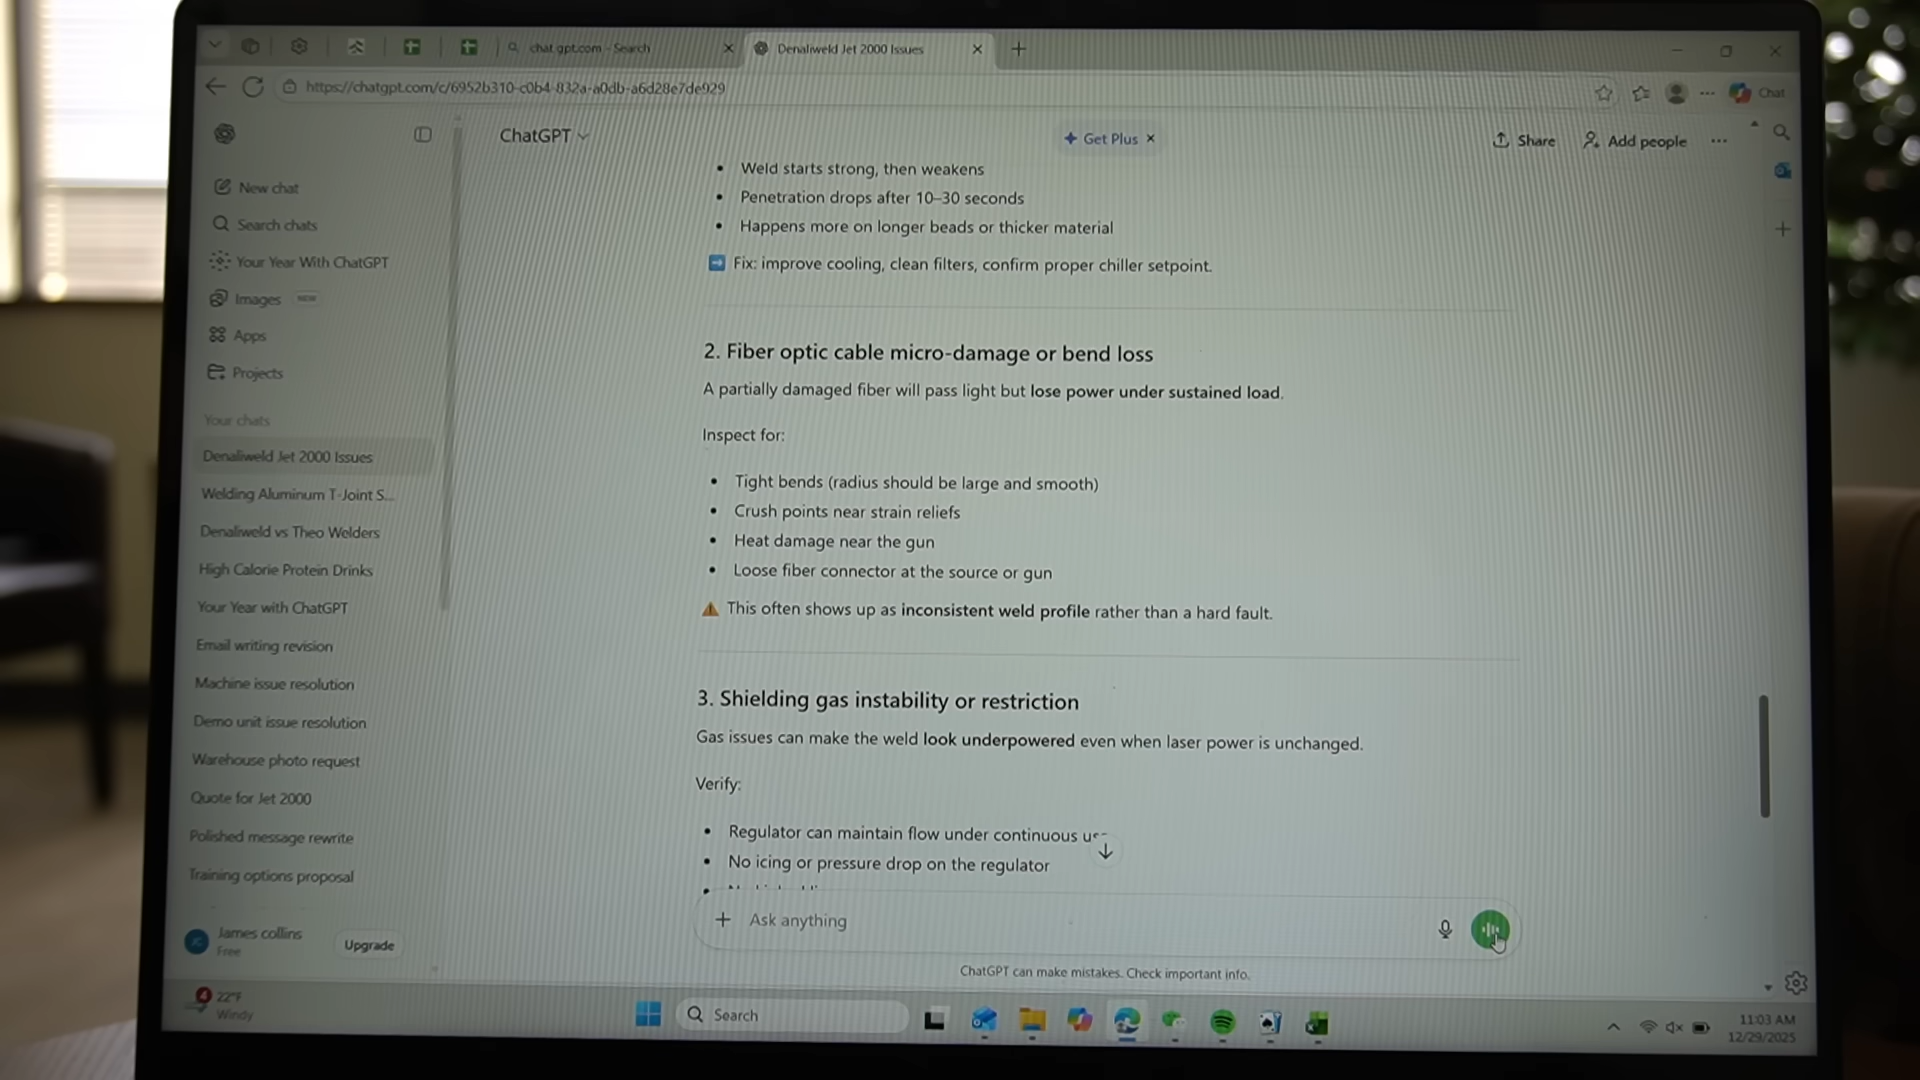 chat.gpt.com - Search
Denaliweld Jet 2000 Issues
https://chatgpt.com/c/6952b310-c0b4-832a-a0db-a6d28e7de929
Chat
ChatGPT
Get Plus
Share
Add people
New chat
Search chats
Your Year With ChatGPT
Images NEW
Apps
Projects
Your chats
Denaliweld Jet 2000 Issues
Welding Aluminum T-Joint S...
Denaliweld vs Theo Welders
High Calorie Protein Drinks
Your Year with ChatGPT
Email writing revision
Machine issue resolution
Demo unit issue resolution
Warehouse photo request
Quote for Jet 2000
Polished message rewrite
Training options proposal
James collins
Free
Upgrade
• Weld starts strong, then weakens
• Penetration drops after 10–30 seconds
• Happens more on longer beads or thicker material
➡ Fix: improve cooling, clean filters, confirm proper chiller setpoint.
2. Fiber optic cable micro-damage or bend loss
A partially damaged fiber will pass light but lose power under sustained load.
Inspect for:
• Tight bends (radius should be large and smooth)
• Crush points near strain reliefs
• Heat damage near the gun
• Loose fiber connector at the source or gun
⚠ This often shows up as inconsistent weld profile rather than a hard fault.
3. Shielding gas instability or restriction
Gas issues can make the weld look underpowered even when laser power is unchanged.
Verify:
• Regulator can maintain flow under continuous
• No icing or pressure drop on the regulator
Ask anything
ChatGPT can make mistakes. Check important info.
4
22°F
Windy
Search
11:03 AM
12/29/2025